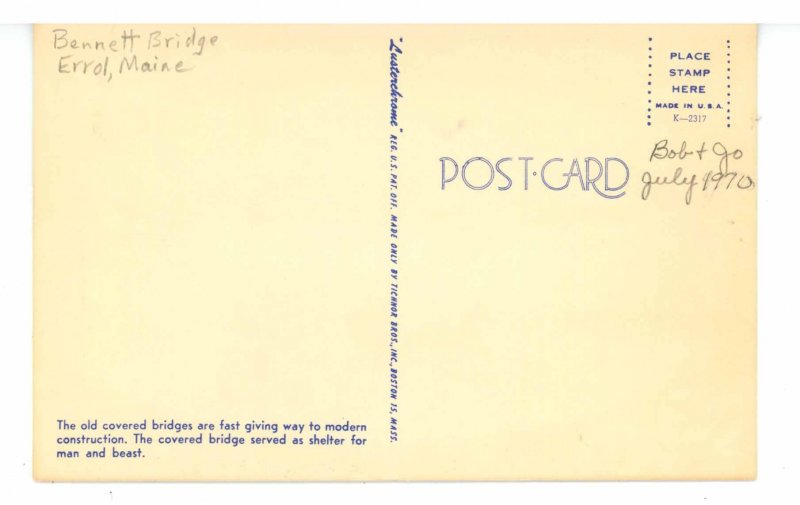 Bennett Bridge
Errol, Maine
"Lusterchrome" REG. U.S. PAT. OFF. MADE ONLY BY TICHNOR BROS., INC., BOSTON 15, MASS.
PLACE
STAMP
HERE
MADE IN U.S.A.
K—2317
POST·CARD
Bob + Jo
July 1970
The old covered bridges are fast giving way to modern
construction. The covered bridge served as shelter for
man and beast.